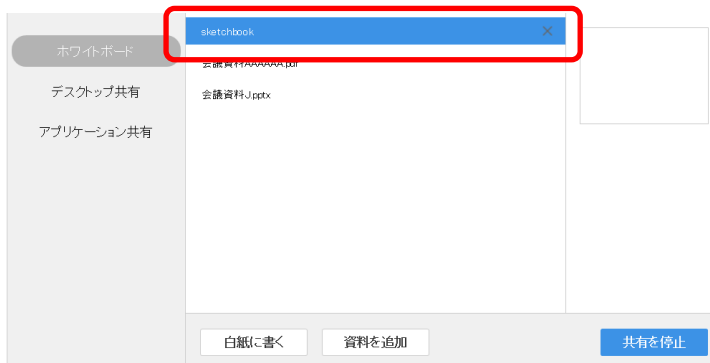 ホワイトボード
デスクトップ共有
アプリケーション共有
sketchbook
会議資料AAAAAA.pdf
会議資料J.pptx
白紙に書く
資料を追加
共有を停止